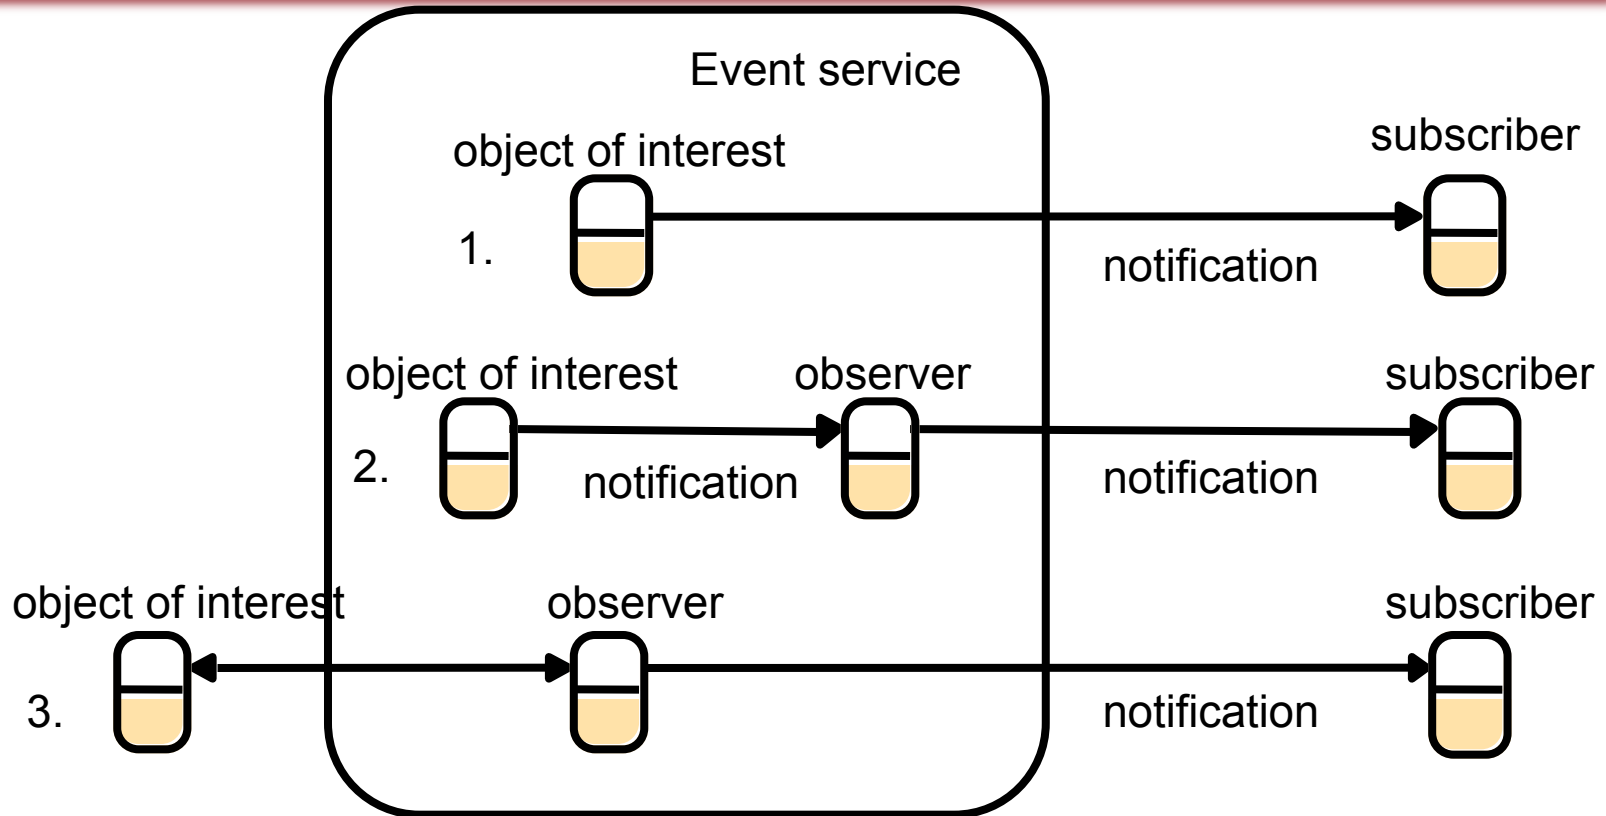 Event service
object of interest
subscriber
1.
notification
object of interest
observer
subscriber
2.
notification
notification
object of interest
observer
subscriber
3.
notification